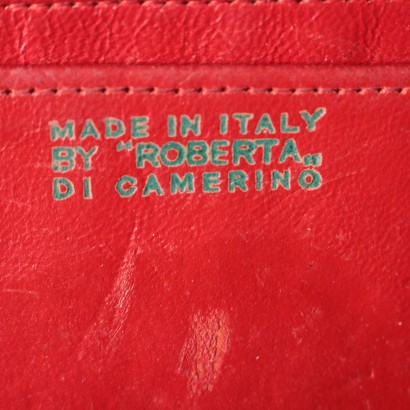 MADE IN ITALY
BY "ROBERTA„
DI CAMERINO